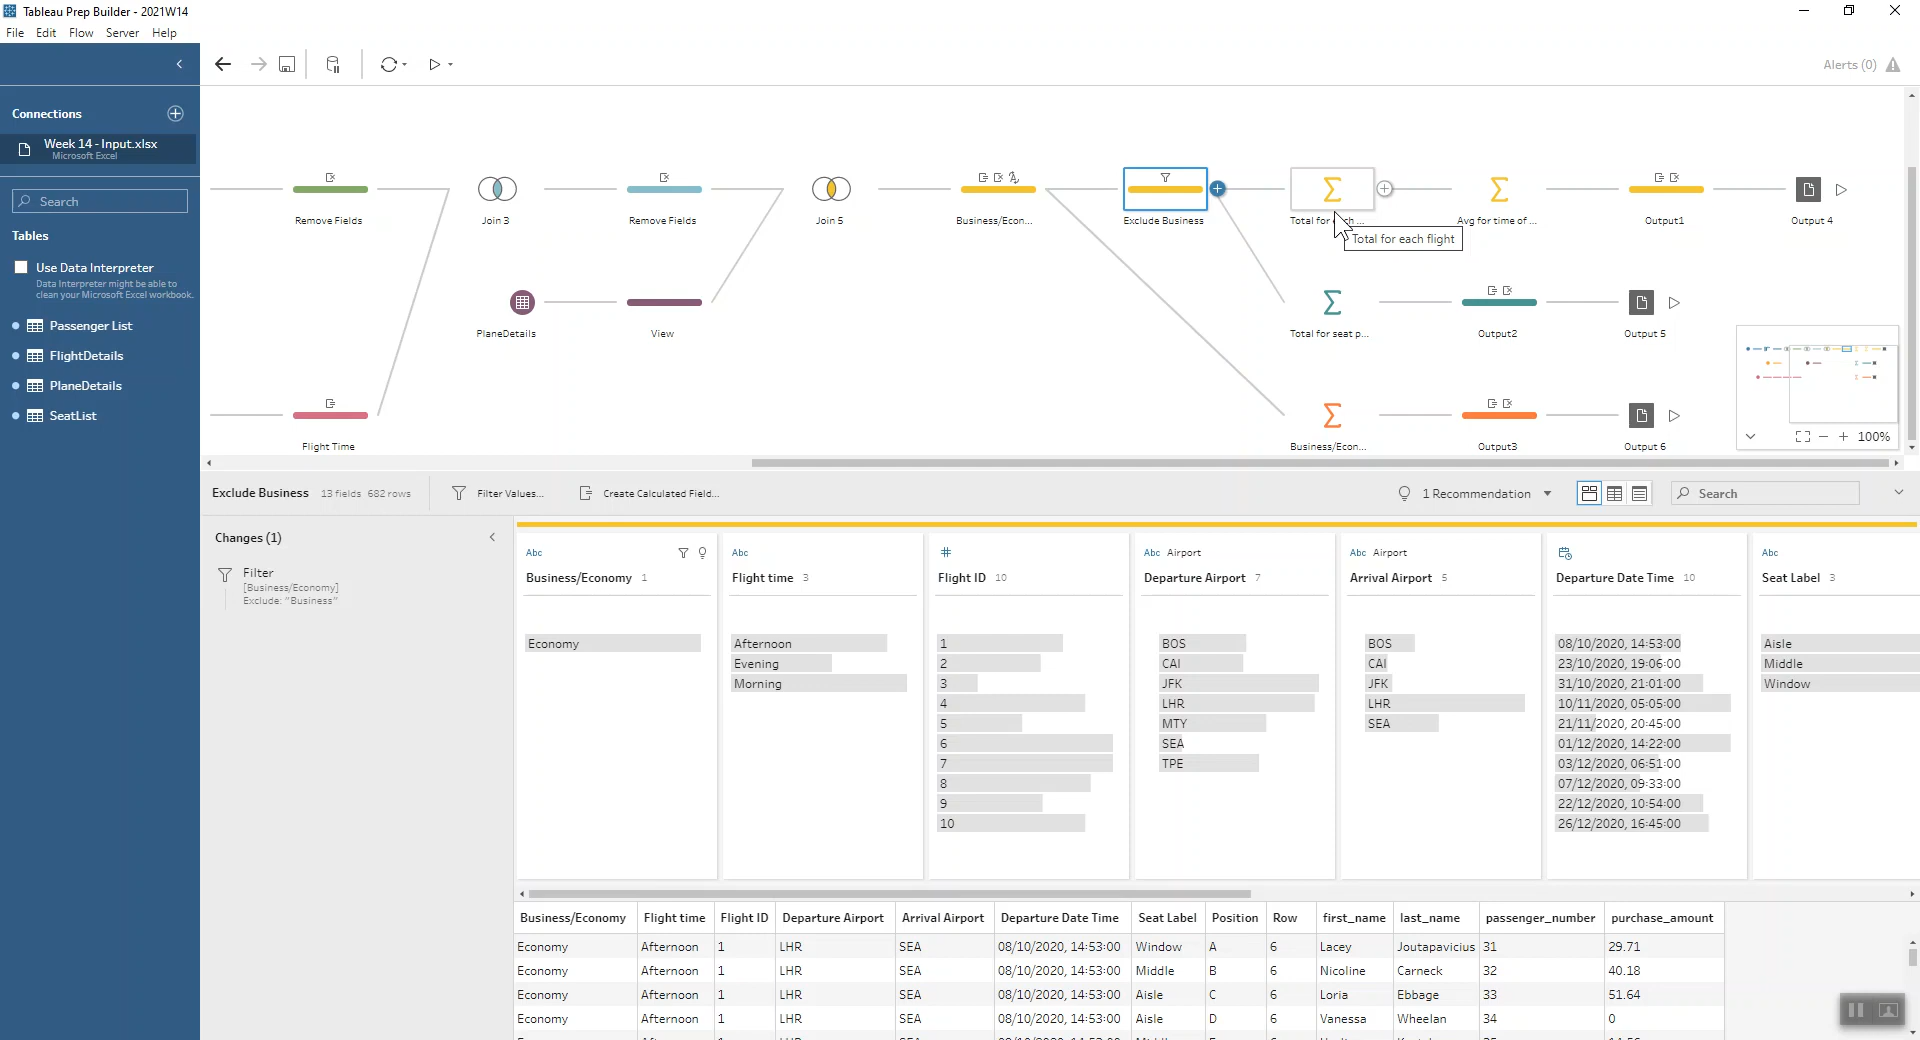 Tableau Prep Builder - 2021W14
File Edit Flow Server Help
Alerts (0)
Connections
Week 14 - Input.xlsx
Microsoft Excel
Search
Tables
Use Data Interpreter
Data Interpreter might be able to
clean your Microsoft Excel workbook.
Passenger List
FlightDetails
PlaneDetails
SeatList
Remove Fields
Join 3
Remove Fields
Join 5
Business/Econ...
Exclude Business
Total for each ...
Avg for time of ...
Output1
Output 4
Total for each flight
PlaneDetails
View
Total for seat p...
Output2
Output 5
Flight Time
Business/Econ...
Output3
Output 6
100%
Exclude Business 13 fields 682 rows
Filter Values...
Create Calculated Field...
1 Recommendation
Search
Changes (1)
Filter
[Business/Economy]
Exclude: "Business"
Abc
Business/Economy 1
Economy
Abc
Flight time 3
Afternoon
Evening
Morning
#
Flight ID 10
1
2
3
4
5
6
7
8
9
10
Abc Airport
Departure Airport 7
BOS
CAI
JFK
LHR
MTY
SEA
TPE
Abc Airport
Arrival Airport 5
BOS
CAI
JFK
LHR
SEA
Departure Date Time 10
08/10/2020, 14:53:00
23/10/2020, 19:06:00
31/10/2020, 21:01:00
10/11/2020, 05:05:00
21/11/2020, 20:45:00
01/12/2020, 14:22:00
03/12/2020, 06:51:00
07/12/2020, 09:33:00
22/12/2020, 10:54:00
26/12/2020, 16:45:00
Abc
Seat Label 3
Aisle
Middle
Window
Business/Economy Flight time Flight ID Departure Airport Arrival Airport Departure Date Time Seat Label Position Row first_name last_name passenger_number purchase_amount
Economy Afternoon 1 LHR SEA 08/10/2020, 14:53:00 Window A 6 Lacey Joutapavicius 31 29.71
Economy Afternoon 1 LHR SEA 08/10/2020, 14:53:00 Middle B 6 Nicoline Carneck 32 40.18
Economy Afternoon 1 LHR SEA 08/10/2020, 14:53:00 Aisle C 6 Loria Ebbage 33 51.64
Economy Afternoon 1 LHR SEA 08/10/2020, 14:53:00 Aisle D 6 Vanessa Wheelan 34 0